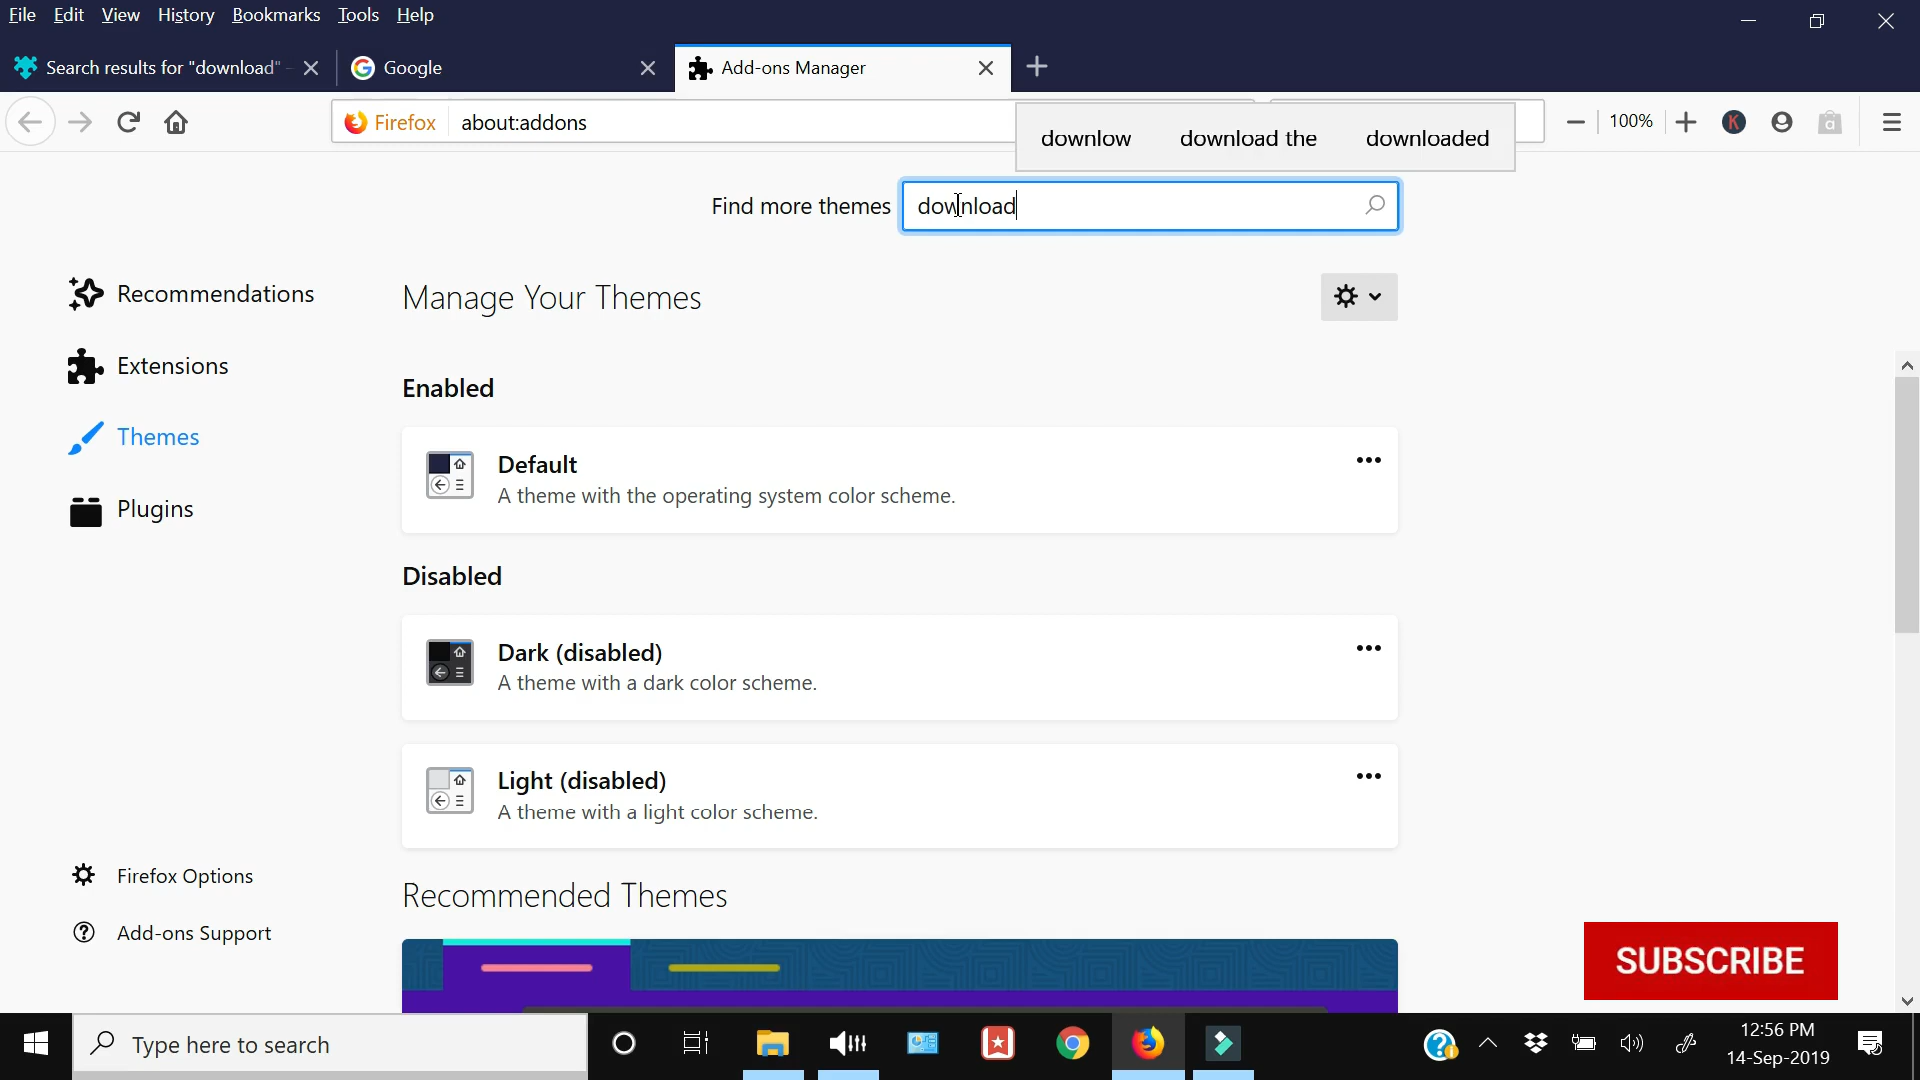 File Edit View History Bookmarks Tools Help
Search results for "download" - Google Add-ons Manager
Firefox about:addons 100%
downlow download the downloaded
Find more themes download
Recommendations
Extensions
Themes
Plugins
Manage Your Themes
Enabled
Default
A theme with the operating system color scheme.
Disabled
Dark (disabled)
A theme with a dark color scheme.
Light (disabled)
A theme with a light color scheme.
Recommended Themes
Firefox Options
Add-ons Support
SUBSCRIBE
Type here to search
12:56 PM
14-Sep-2019